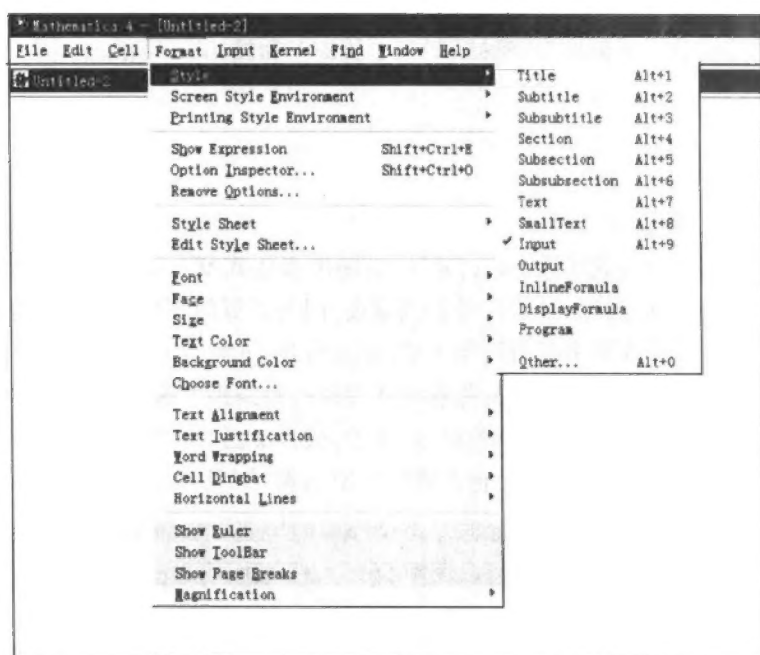 Mathematica 4 - [Untitled-2]
File Edit Cell Format Input Kernel Find Window Help
Untitled-2
Style
Screen Style Environment
Printing Style Environment
Show Expression Shift+Ctrl+E
Option Inspector... Shift+Ctrl+O
Remove Options...
Style Sheet
Edit Style Sheet...
Font
Face
Size
Text Color
Background Color
Choose Font...
Text Alignment
Text Justification
Word Wrapping
Cell Dingbat
Horizontal Lines
Show Ruler
Show ToolBar
Show Page Breaks
Magnification
Title Alt+1
Subtitle Alt+2
Subsubtitle Alt+3
Section Alt+4
Subsection Alt+5
Subsubsection Alt+6
Text Alt+7
SmallText Alt+8
✓ Input Alt+9
Output
InlineFormula
DisplayFormula
Program
Other... Alt+0